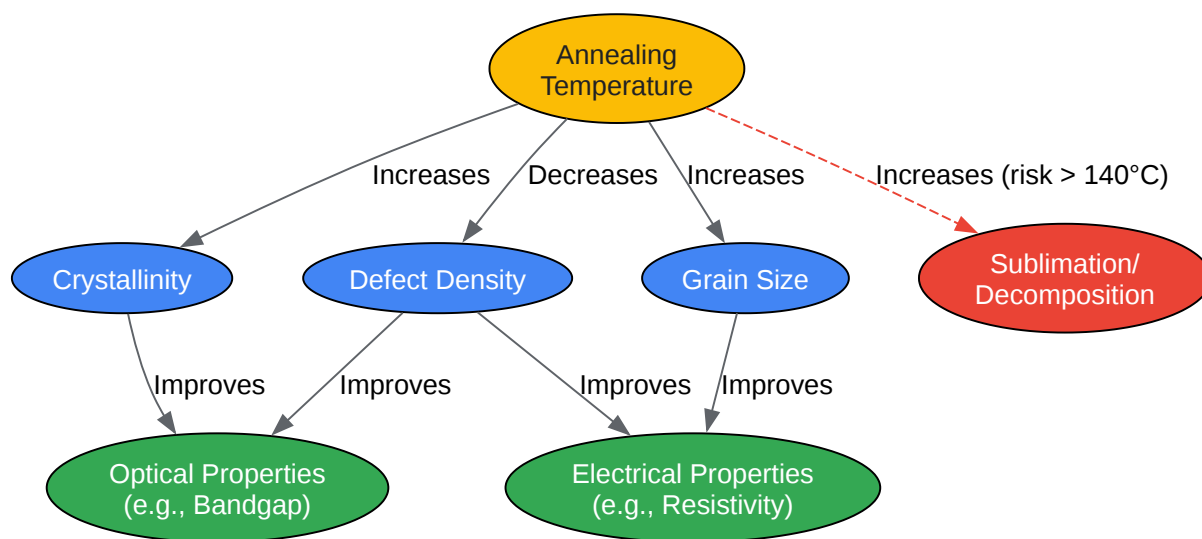 Annealing
Temperature
Increases
Decreases
Increases
Increases (risk > 140°C)
Crystallinity
Defect Density
Grain Size
Sublimation/
Decomposition
Improves
Improves
Improves
Improves
Optical Properties
(e.g., Bandgap)
Electrical Properties
(e.g., Resistivity)